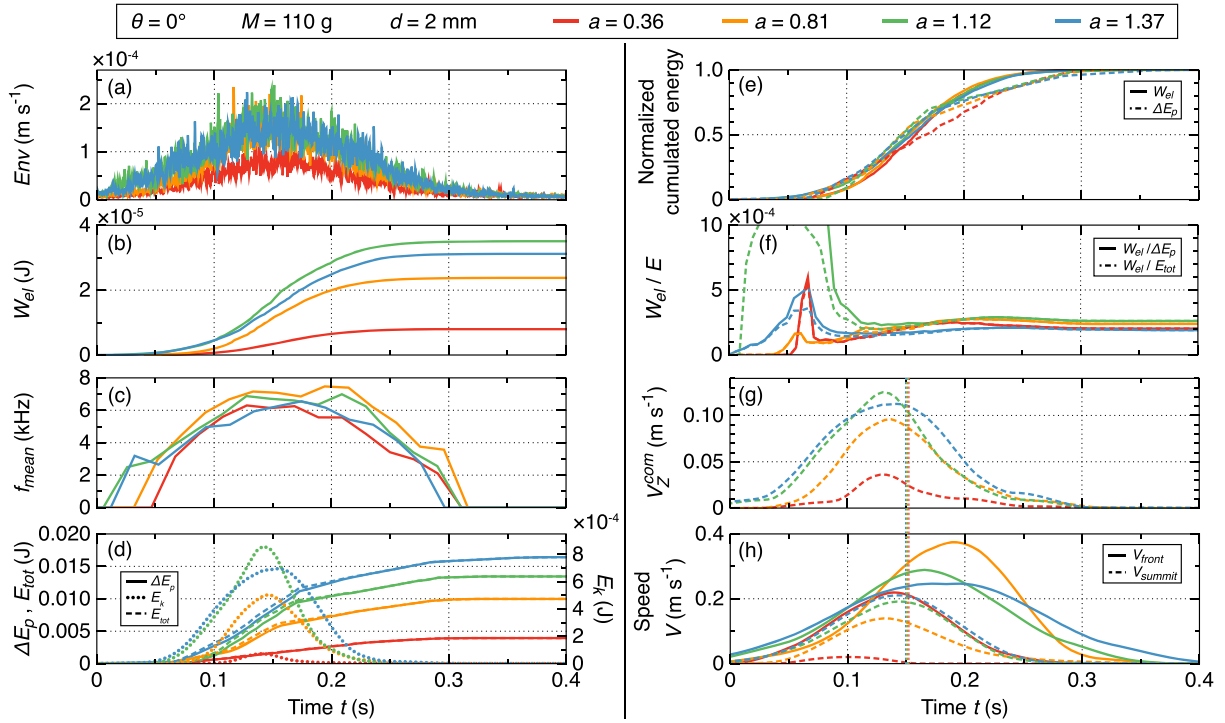 θ = 0° M = 110 g d = 2 mm a = 0.36 a = 0.81 a = 1.12 a = 1.37
×10⁻⁴
(a)
Env (m s⁻¹)
2
1
0
×10⁻⁵
(b)
W_el (J)
4
2
0
(c)
f_mean (kHz)
8
6
4
2
0
(d)
ΔE_p , E_tot (J)
0.020
0.015
0.010
0.005
0
ΔE_p
E_k
E_tot
×10⁻⁴
8
6
4
2
0
E_k (J)
0 0.1 0.2 0.3 0.4
Time t (s)
(e)
Normalized
cumulated energy
1.0
0.5
0
W_el
ΔE_p
×10⁻⁴
(f)
W_el / E
10
5
0
W_el / ΔE_p
W_el / E_tot
(g)
V_Z^com (m s⁻¹)
0.10
0.05
0
(h)
Speed
V (m s⁻¹)
0.4
0.2
0
V_front
V_summit
0 0.1 0.2 0.3 0.4
Time t (s)